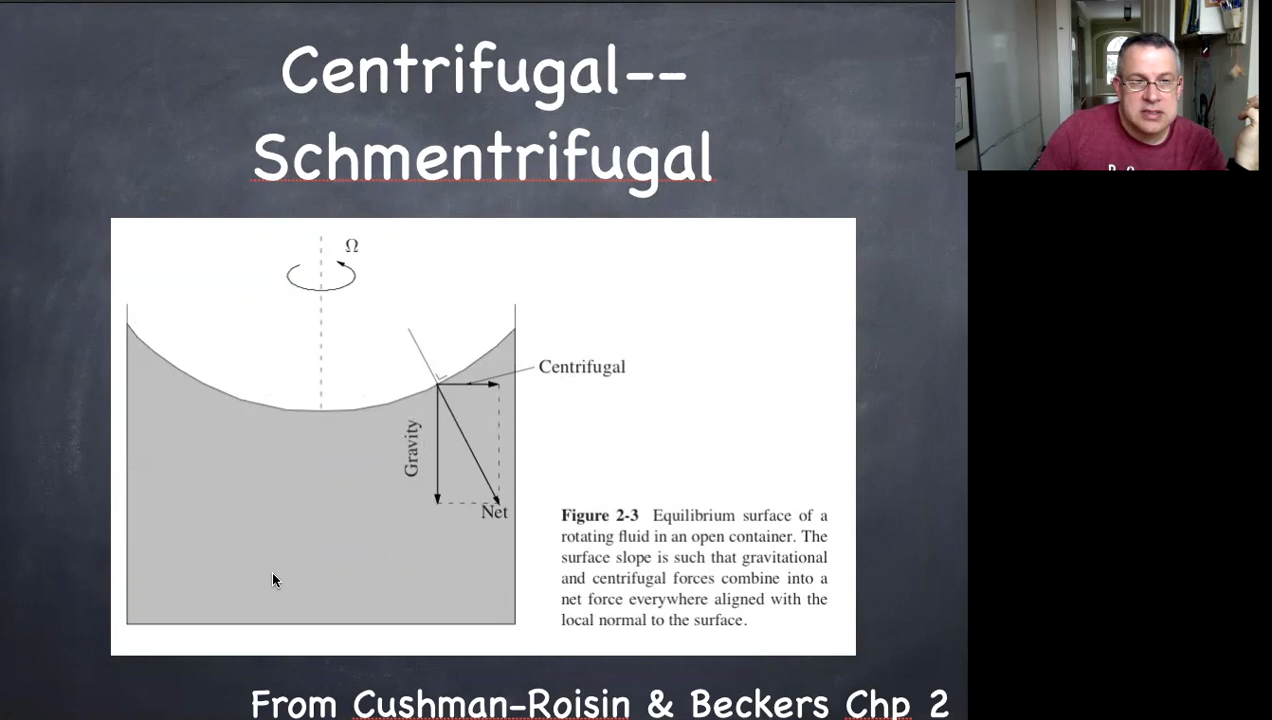 Centrifugal--
Schmentrifugal
Ω
Centrifugal
Gravity
Net
Figure 2-3 Equilibrium surface of a
rotating fluid in an open container. The
surface slope is such that gravitational
and centrifugal forces combine into a
net force everywhere aligned with the
local normal to the surface.
From Cushman-Roisin & Beckers Chp 2